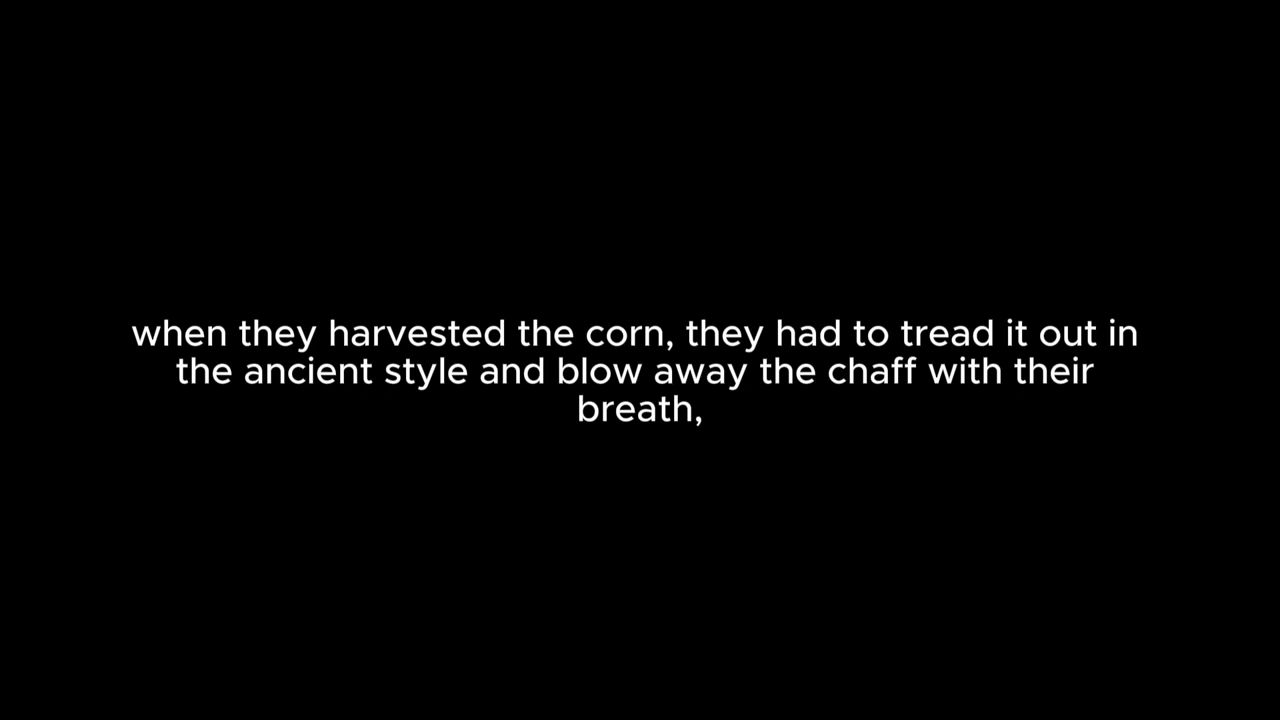 when they harvested the corn, they had to tread it out in
the ancient style and blow away the chaff with their
breath,